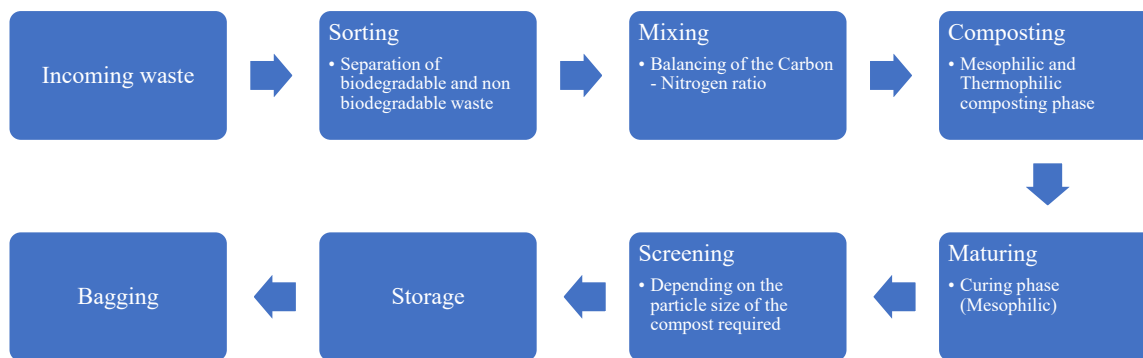 Incoming waste
Sorting
• Separation of
biodegradable and non
biodegradable waste
Mixing
• Balancing of the Carbon
- Nitrogen ratio
Composting
• Mesophilic and
Thermophilic
composting phase
Maturing
• Curing phase
(Mesophilic)
Screening
• Depending on the
particle size of the
compost required
Storage
Bagging